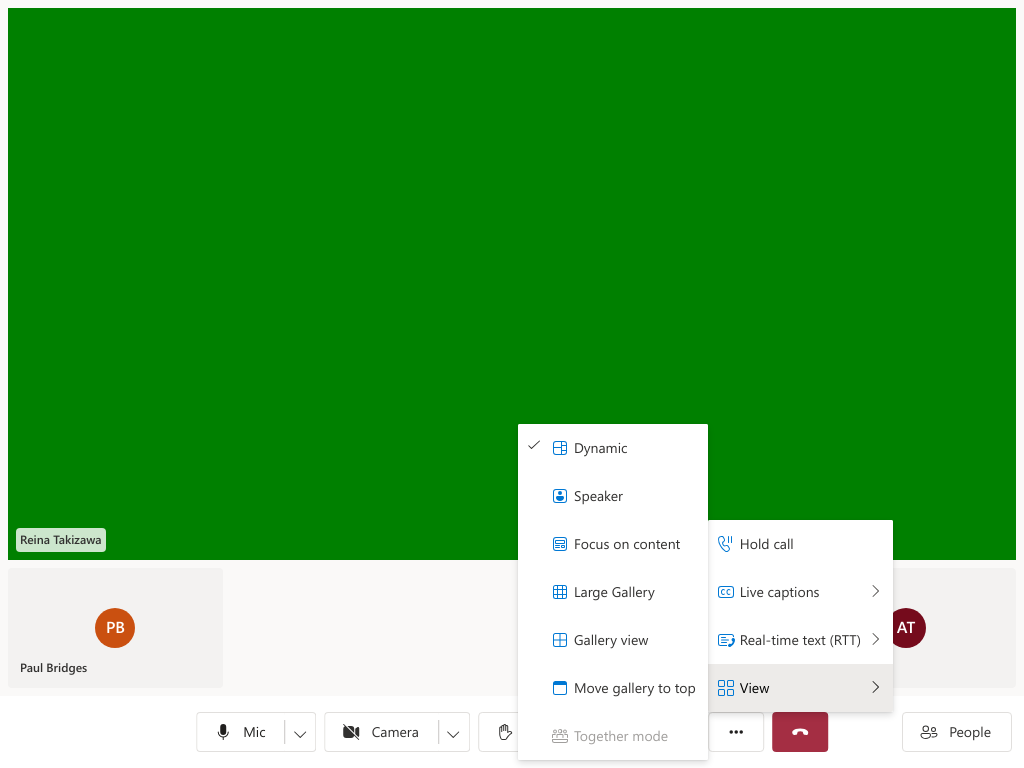 Reina Takizawa
PB
Paul Bridges
AT
Dynamic
Speaker
Focus on content
Large Gallery
Gallery view
Move gallery to top
Together mode
Hold call
CC Live captions
Real-time text (RTT)
View
Mic
Camera
People